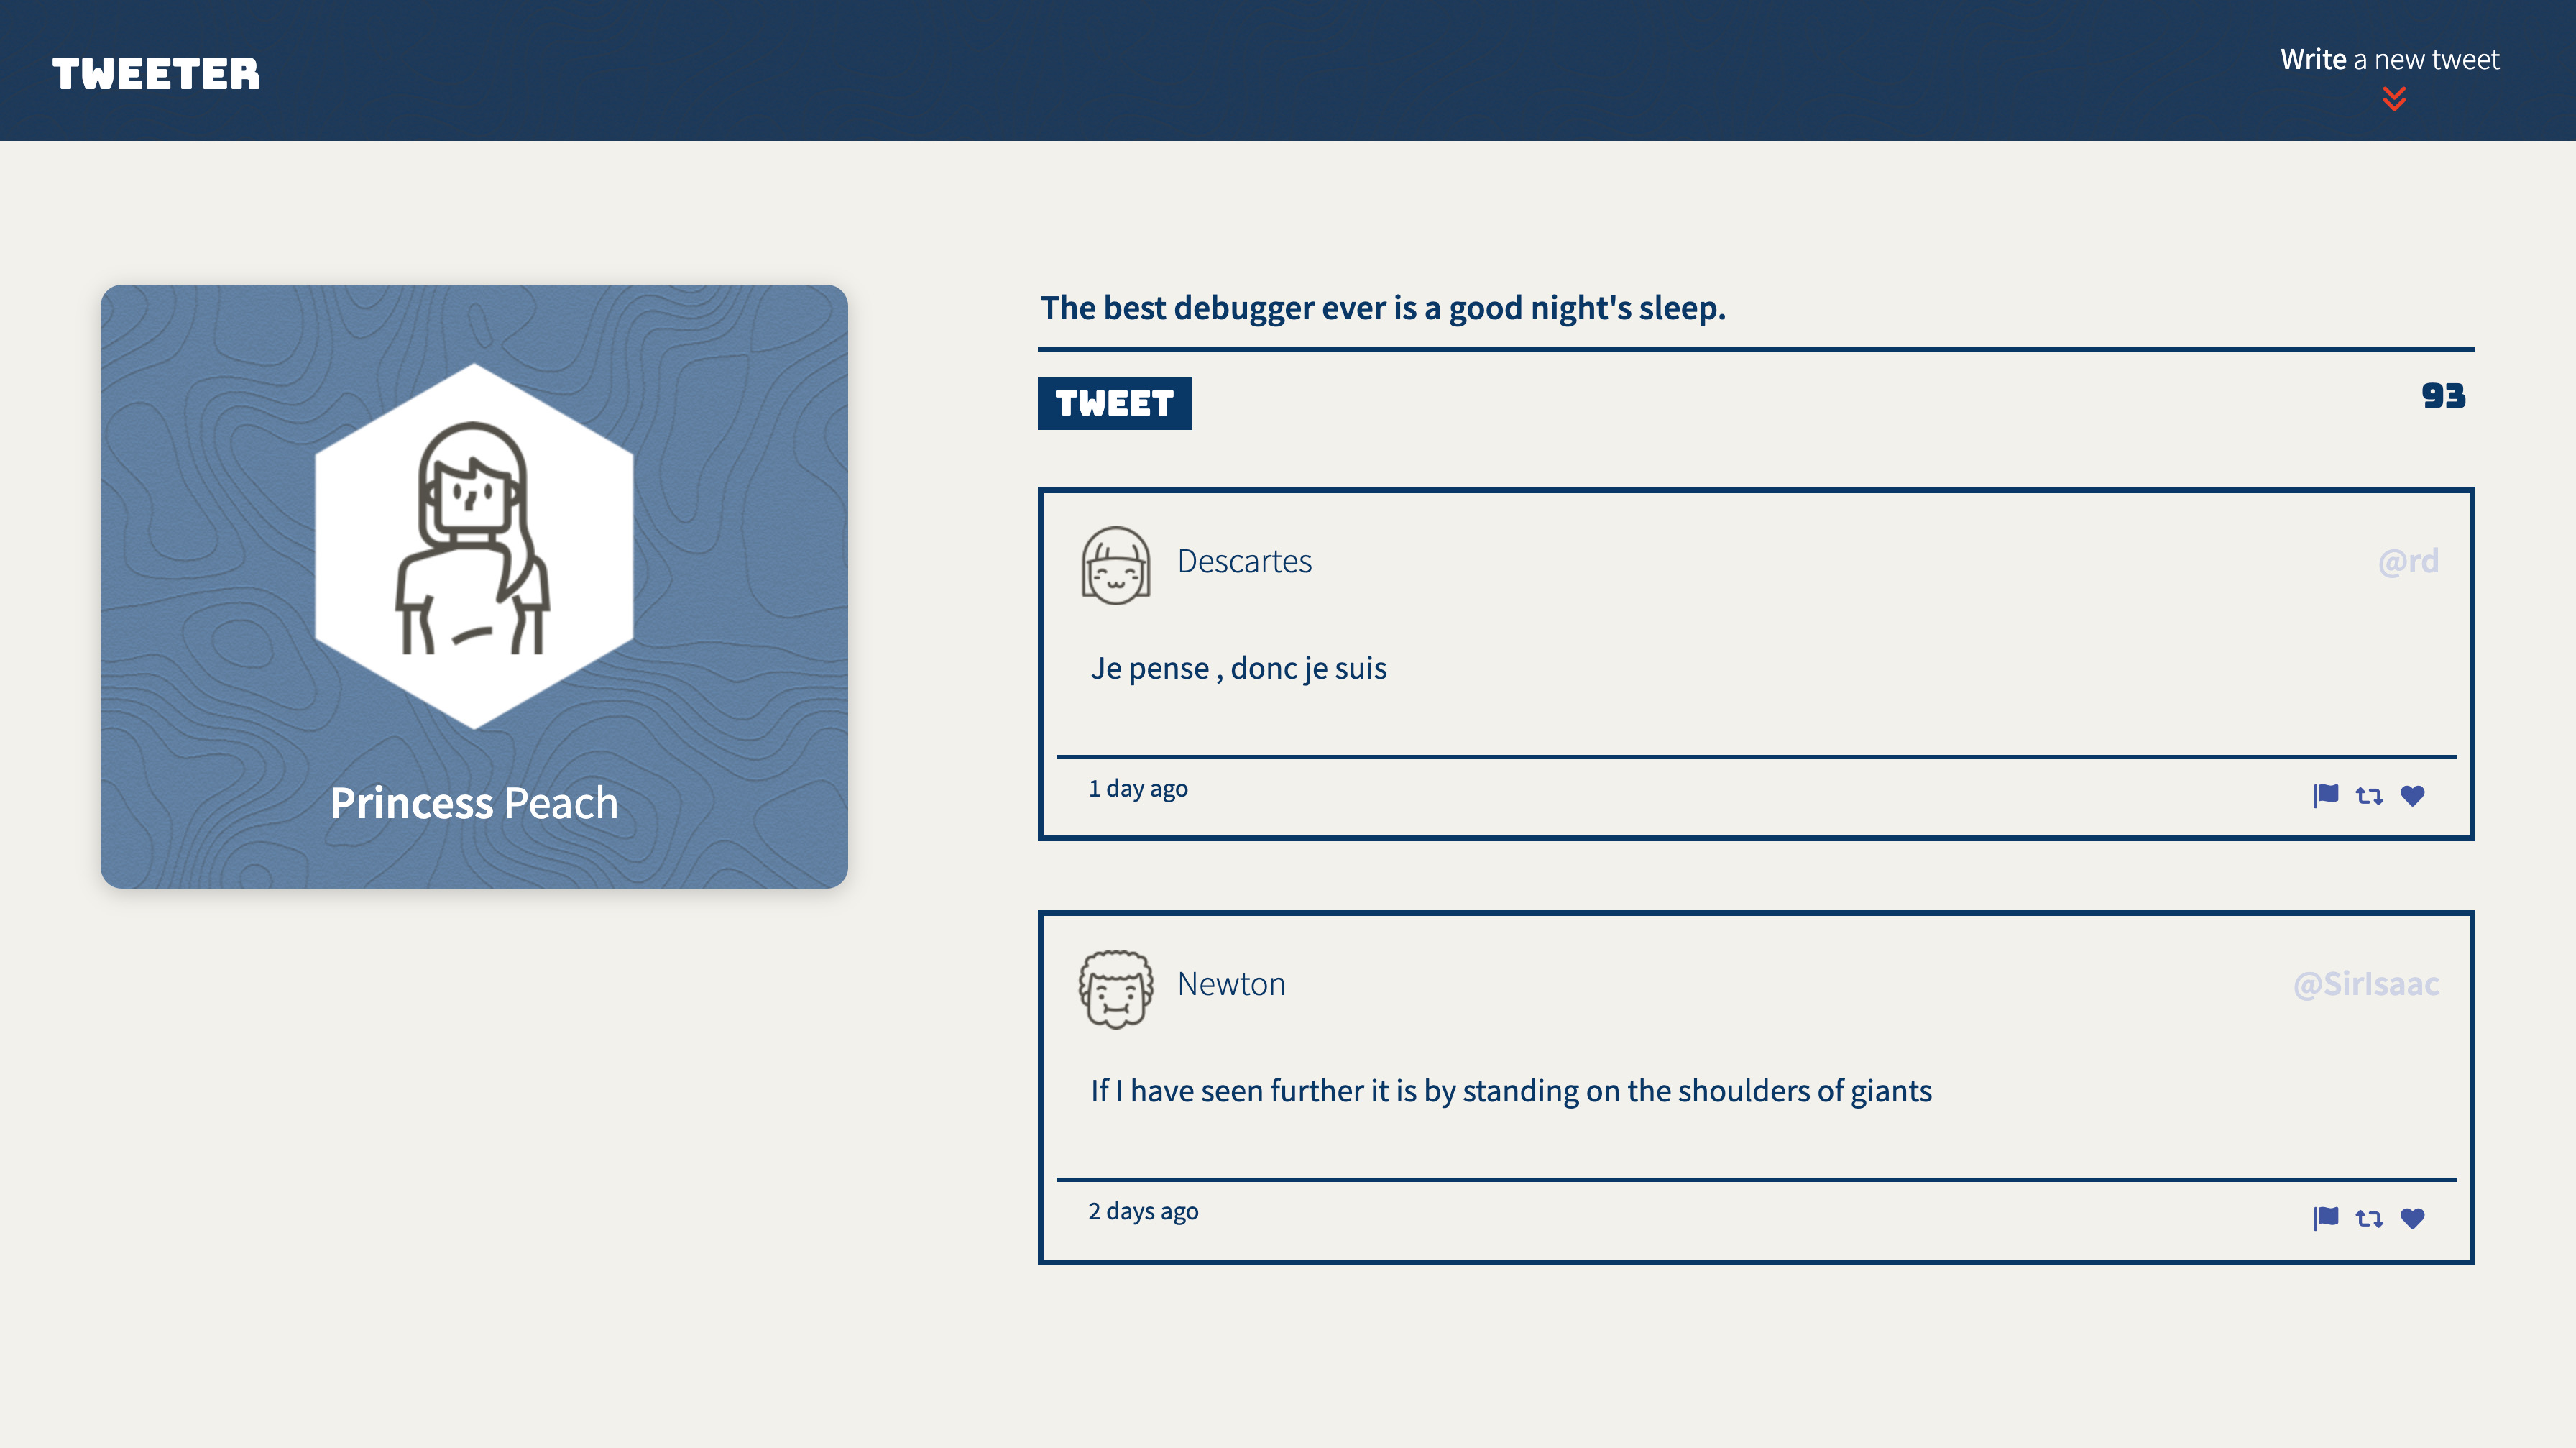 TWEETER
Write a new tweet
Princess Peach
The best debugger ever is a good night's sleep.
TWEET
93
Descartes
@rd
Je pense , donc je suis
1 day ago
Newton
@SirIsaac
If I have seen further it is by standing on the shoulders of giants
2 days ago